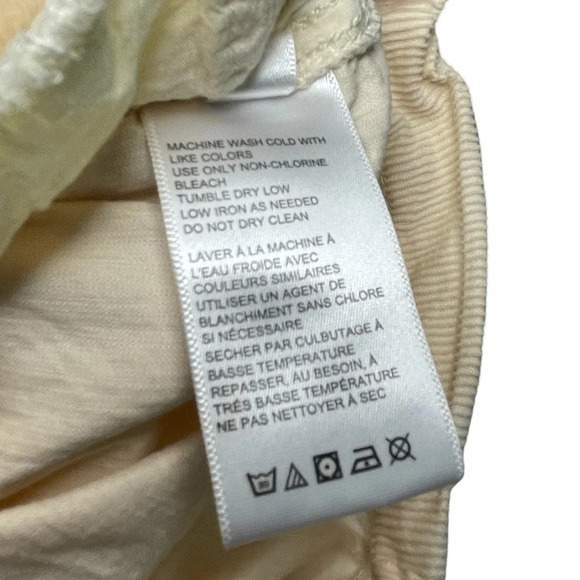 MACHINE WASH COLD WITH
LIKE COLORS
USE ONLY NON-CHLORINE
BLEACH
TUMBLE DRY LOW
LOW IRON AS NEEDED
DO NOT DRY CLEAN
LAVER À LA MACHINE À
L'EAU FROIDE AVEC
COULEURS SIMILAIRES
UTILISER UN AGENT DE
BLANCHIMENT SANS CHLORE
SI NÉCESSAIRE
SECHER PAR CULBUTAGE À
BASSE TEMPERATURE
REPASSER, AU BESOIN, À
TRÉS BASSE TEMPÉRATURE
NE PAS NETTOYER À SEC